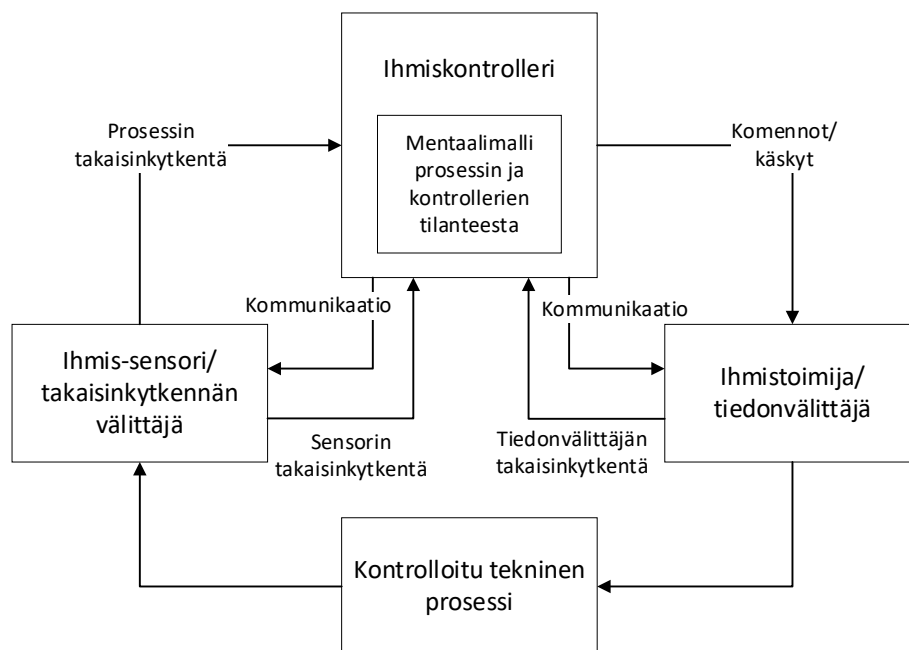 Ihmiskontrolleri
Mentaalimalli
prosessin ja
kontrollerien
tilanteesta
Prosessin
takaisinkytkentä
Komennot/
käskyt
Kommunikaatio
Kommunikaatio
Ihmis-sensori/
takaisinkytkennän
välittäjä
Ihmistoimija/
tiedonvälittäjä
Sensorin
takaisinkytkentä
Tiedonvälittäjän
takaisinkytkentä
Kontrolloitu tekninen
prosessi